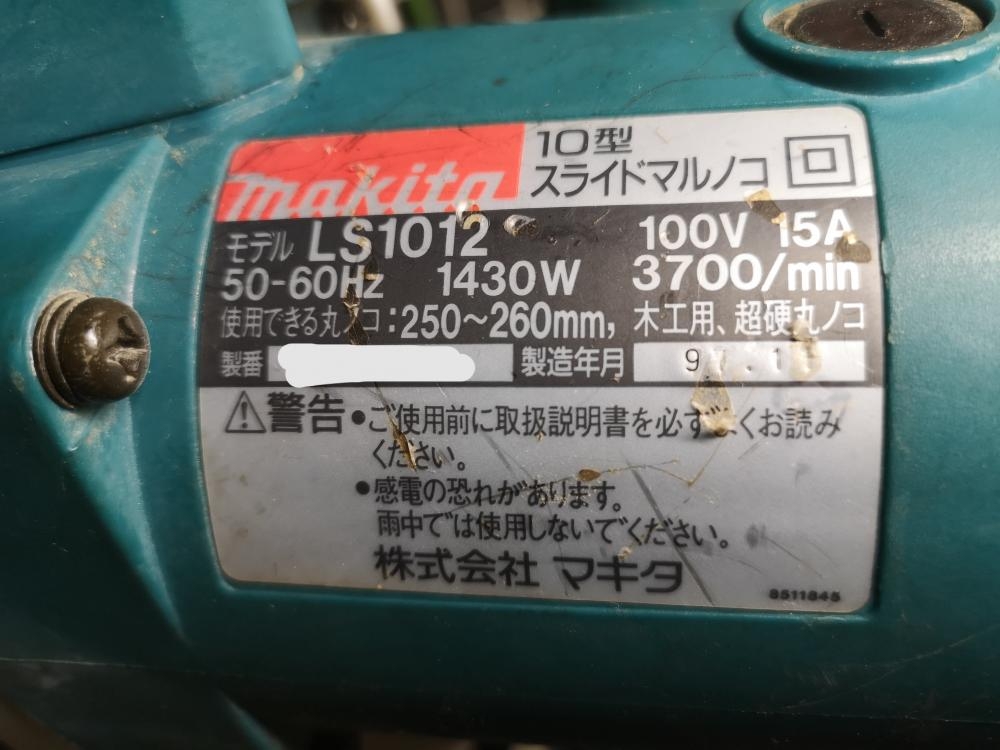 makita
10型
スライドマルノコ
モデル LS1012 100V 15A
50-60Hz 1430W 3700/min
使用できる丸ノコ:250~260mm, 木工用、超硬丸ノコ
製番 製造年月
警告 ●ご使用前に取扱説明書を必ずよくお読み
ください。
●感電の恐れがあります。
雨中では使用しないでください。
株式会社 マキタ
8511845